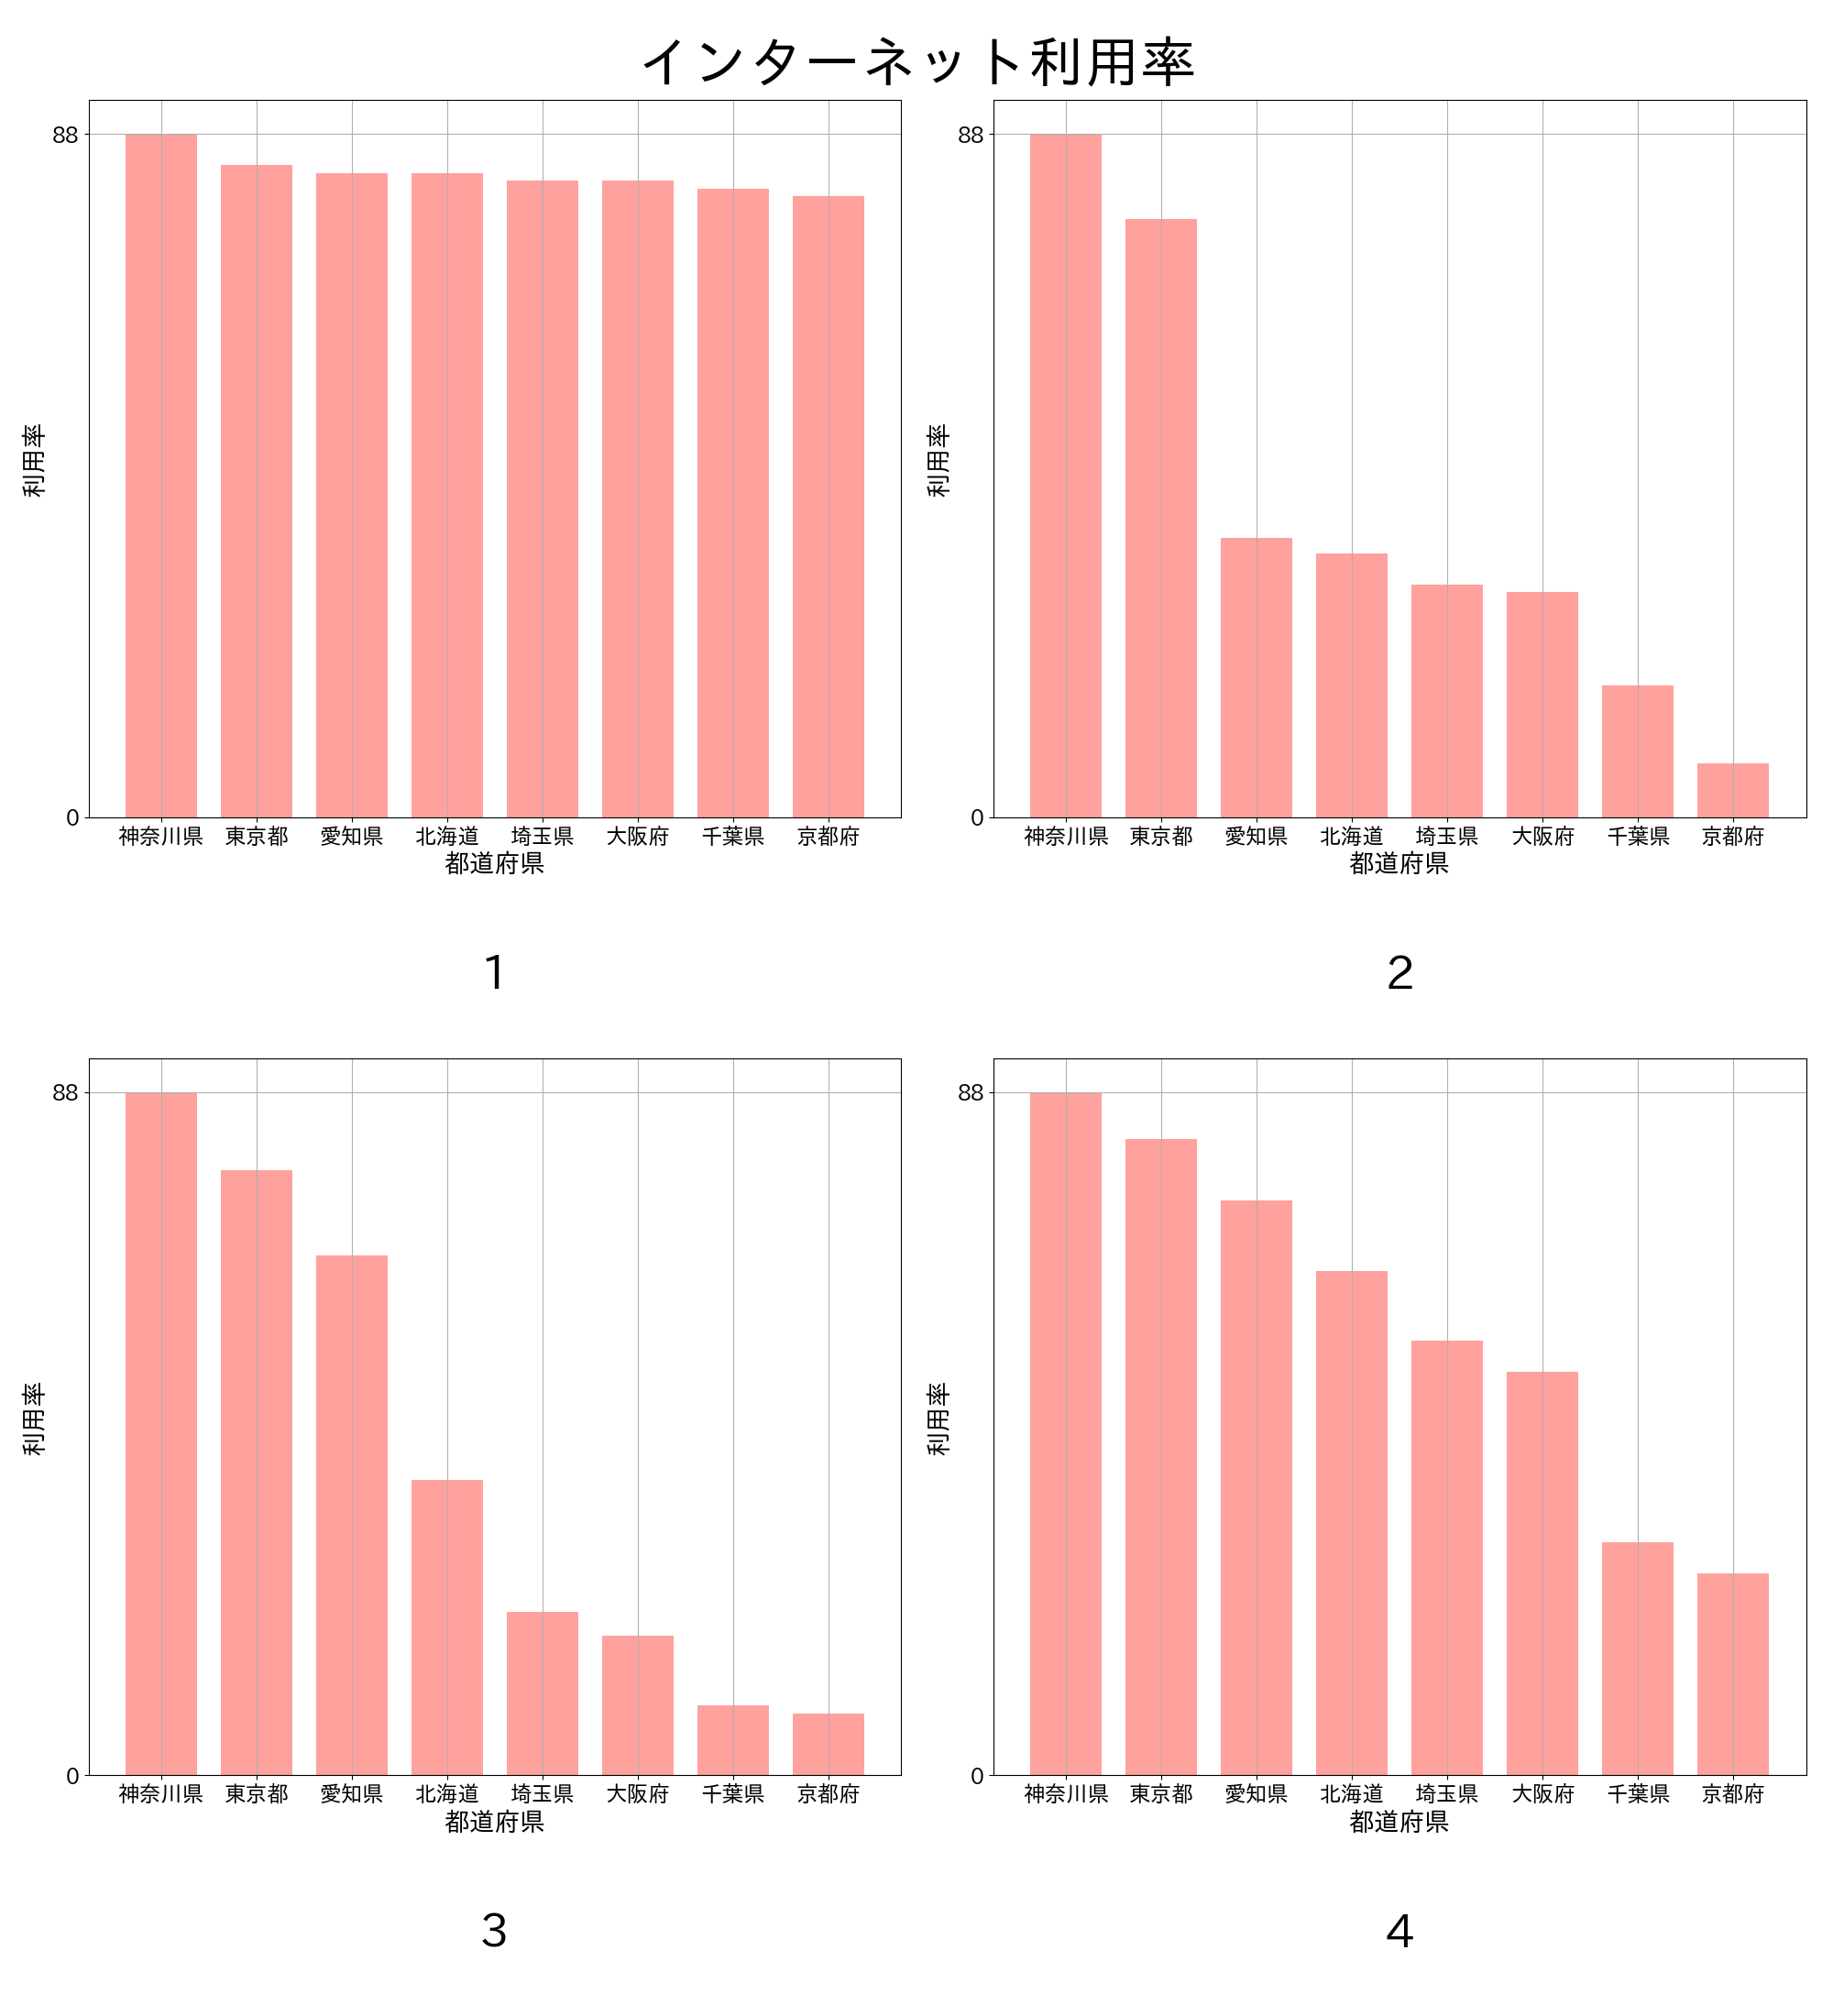 インターネット利用率
88
0
利用率
神奈川県 東京都 愛知県 北海道 埼玉県 大阪府 千葉県 京都府
都道府県
1
88
0
利用率
神奈川県 東京都 愛知県 北海道 埼玉県 大阪府 千葉県 京都府
都道府県
2
88
0
利用率
神奈川県 東京都 愛知県 北海道 埼玉県 大阪府 千葉県 京都府
都道府県
3
88
0
利用率
神奈川県 東京都 愛知県 北海道 埼玉県 大阪府 千葉県 京都府
都道府県
4